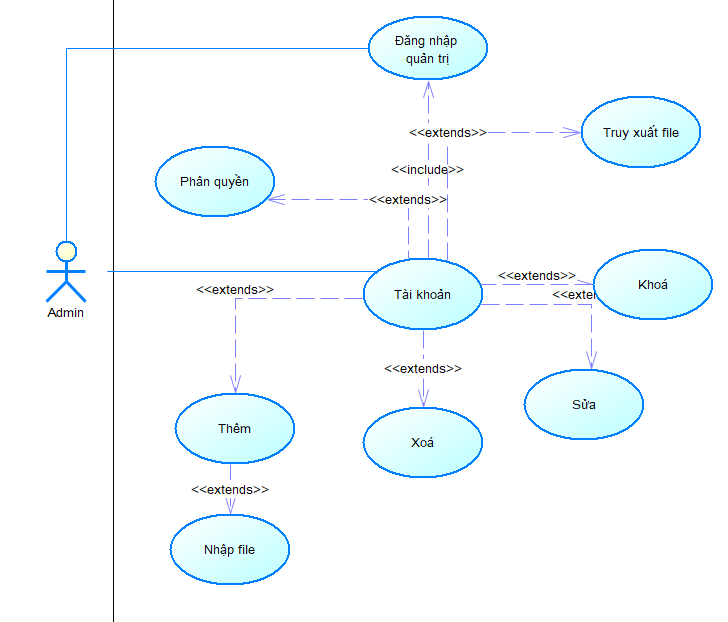 Đăng nhập
quản trị
<<extends>>
Truy xuất file
<<include>>
Phân quyền
<<extends>>
Tài khoản
<<extends>>
Khoá
<<extends>>
<<exter
Admin
<<extends>>
Sửa
Thêm
Xoá
<<extends>>
Nhập file